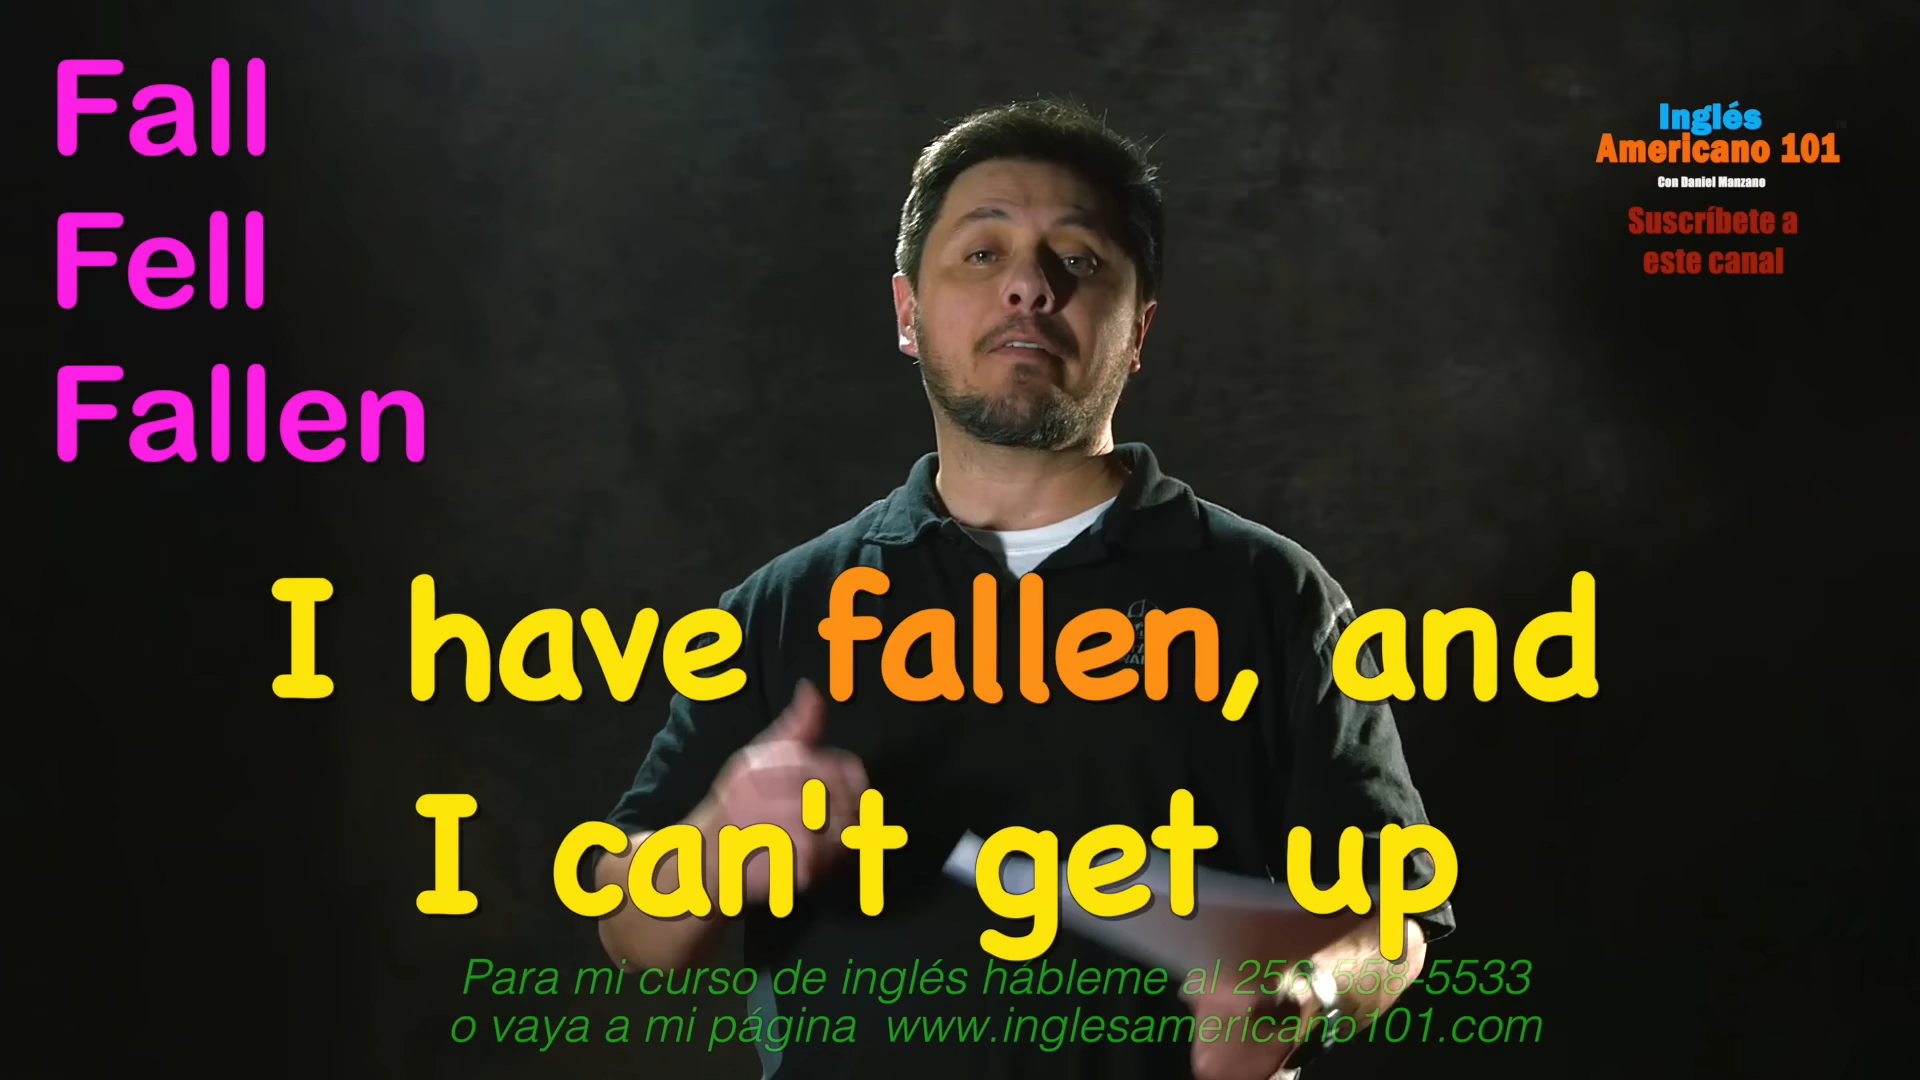 Fall
Fell
Fallen
Inglés
Americano 101
Con Daniel Manzano
Suscríbete a
este canal
I have fallen, and
I can't get up
Para mi curso de inglés hábleme al 256 558-5533
o vaya a mi página www.inglesamericano101.com